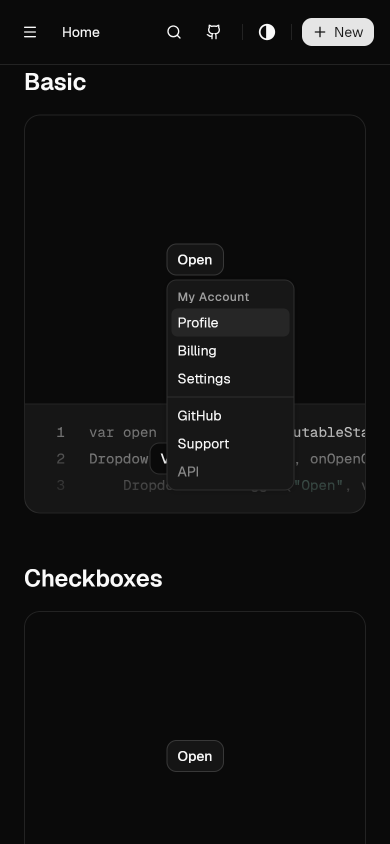 Home
New
Basic
Open
My Account
Profile
Billing
Settings
GitHub
Support
API
1 var open utableSta
2 Dropdow V , onOpenC
3 Dropd "Open", v
Checkboxes
Open